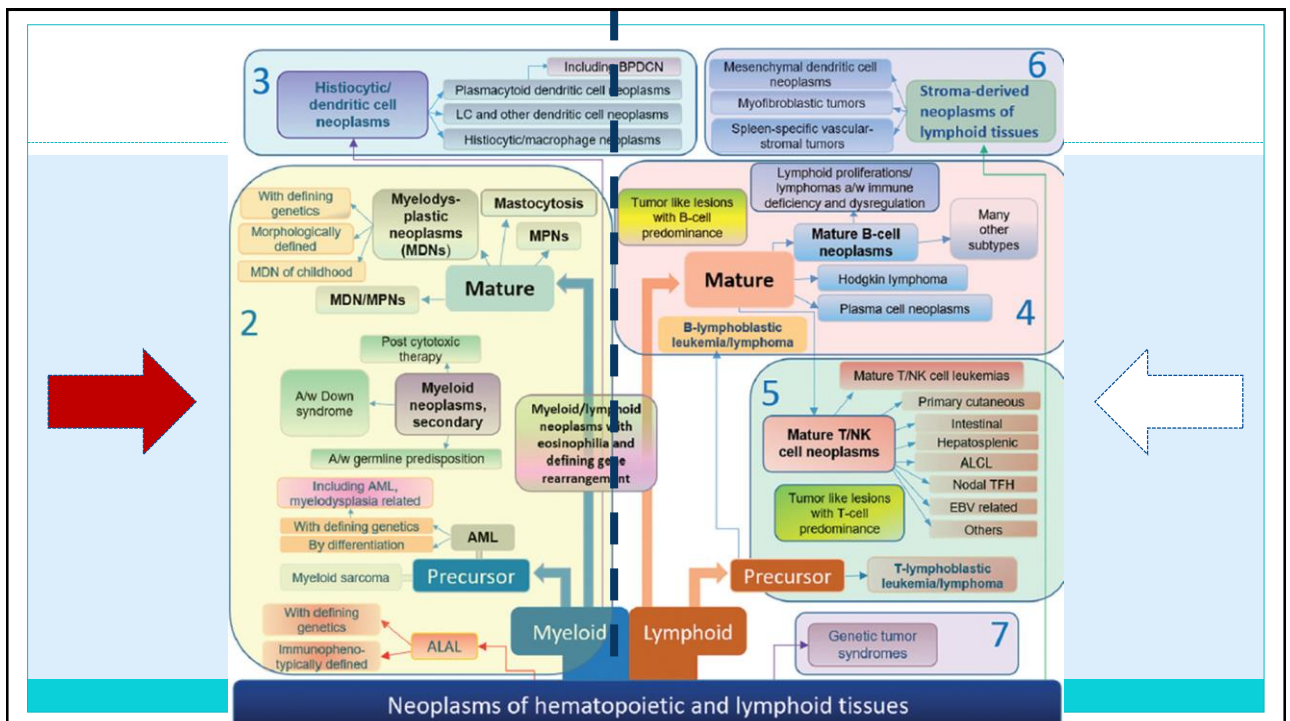 3
Histiocytic/
dendritic cell
neoplasms
Including BPDCN
Plasmacytoid dendritic cell neoplasms
LC and other dendritic cell neoplasms
Histiocytic/macrophage neoplasms
Mesenchymal dendritic cell
neoplasms
Myofibroblastic tumors
Spleen-specific vascular-
stromal tumors
6
Stroma-derived
neoplasms of
lymphoid tissues
With defining
genetics
Morphologically
defined
MDN of childhood
Myelodys-
plastic
neoplasms
(MDNs)
Mastocytosis
MPNs
Mature
MDN/MPNs
2
Post cytotoxic
therapy
A/w Down
syndrome
Myeloid
neoplasms,
secondary
A/w germline predisposition
Myeloid/lymphoid
neoplasms with
eosinophilia and
defining gene
rearrangement
Including AML,
myelodysplasia related
With defining genetics
By differentiation
AML
Myeloid sarcoma
Precursor
With defining
genetics
Immunopheno-
typically defined
ALAL
Myeloid
Lymphoid
Tumor like lesions
with B-cell
predominance
Lymphoid proliferations/
lymphomas a/w immune
deficiency and dysregulation
Mature B-cell
neoplasms
Many
other
subtypes
Mature
Hodgkin lymphoma
Plasma cell neoplasms
4
B-lymphoblastic
leukemia/lymphoma
5
Mature T/NK cell leukemias
Primary cutaneous
Intestinal
Hepatosplenic
ALCL
Nodal TFH
EBV related
Others
Mature T/NK
cell neoplasms
Tumor like lesions
with T-cell
predominance
Precursor
T-lymphoblastic
leukemia/lymphoma
Genetic tumor
syndromes
7
Neoplasms of hematopoietic and lymphoid tissues